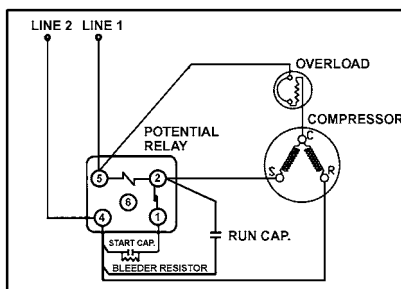 LINE 2 LINE 1
OVERLOAD
COMPRESSOR
POTENTIAL
RELAY
C
S R
5 2
6
4 1
START CAP.
RUN CAP.
BLEEDER RESISTOR